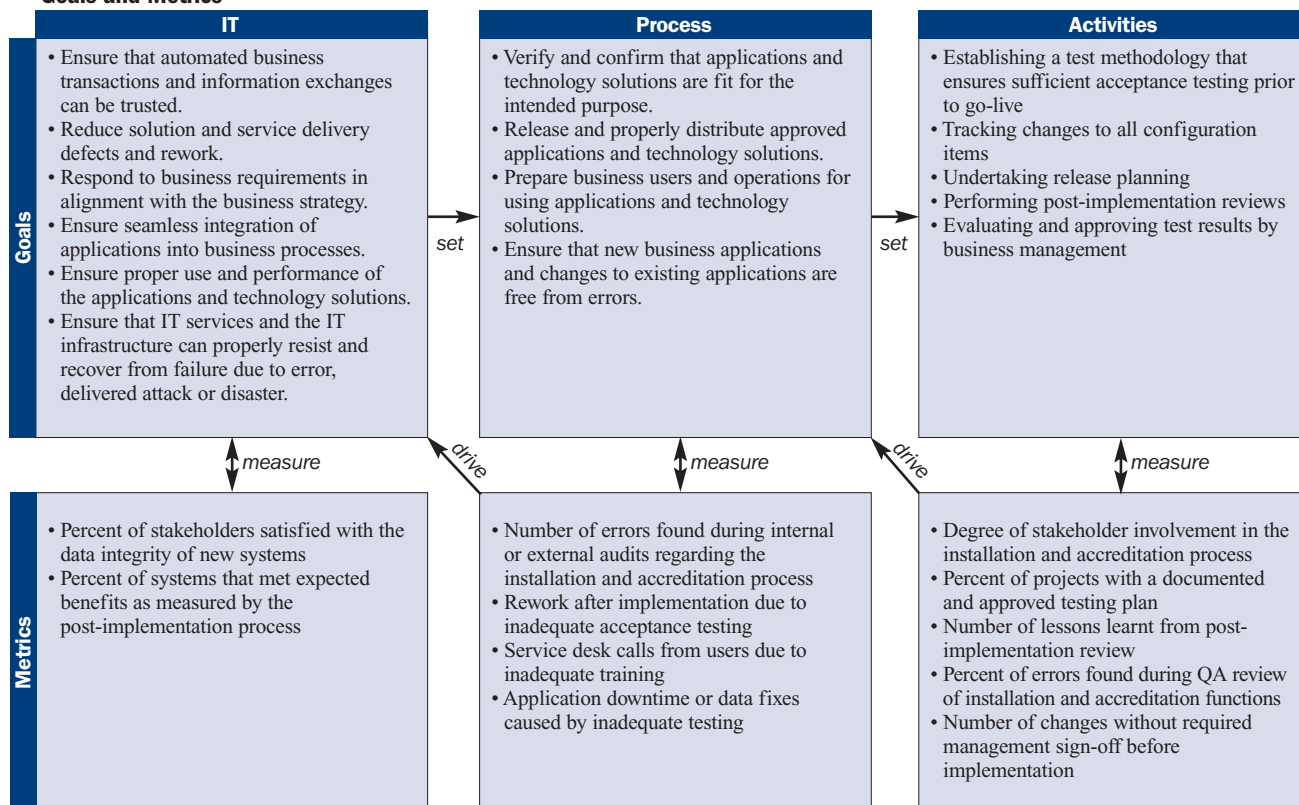 Goals and Metrics
IT
Process
Activities
Goals
• Ensure that automated business
transactions and information exchanges
can be trusted.
• Reduce solution and service delivery
defects and rework.
• Respond to business requirements in
alignment with the business strategy.
• Ensure seamless integration of
applications into business processes.
• Ensure proper use and performance of
the applications and technology solutions.
• Ensure that IT services and the IT
infrastructure can properly resist and
recover from failure due to error,
delivered attack or disaster.
set
• Verify and confirm that applications and
technology solutions are fit for the
intended purpose.
• Release and properly distribute approved
applications and technology solutions.
• Prepare business users and operations for
using applications and technology
solutions.
• Ensure that new business applications
and changes to existing applications are
free from errors.
set
• Establishing a test methodology that
ensures sufficient acceptance testing prior
to go-live
• Tracking changes to all configuration
items
• Undertaking release planning
• Performing post-implementation reviews
• Evaluating and approving test results by
business management
measure
drive
measure
drive
measure
Metrics
• Percent of stakeholders satisfied with the
data integrity of new systems
• Percent of systems that met expected
benefits as measured by the
post-implementation process
• Number of errors found during internal
or external audits regarding the
installation and accreditation process
• Rework after implementation due to
inadequate acceptance testing
• Service desk calls from users due to
inadequate training
• Application downtime or data fixes
caused by inadequate testing
• Degree of stakeholder involvement in the
installation and accreditation process
• Percent of projects with a documented
and approved testing plan
• Number of lessons learnt from post-
implementation review
• Percent of errors found during QA review
of installation and accreditation functions
• Number of changes without required
management sign-off before
implementation